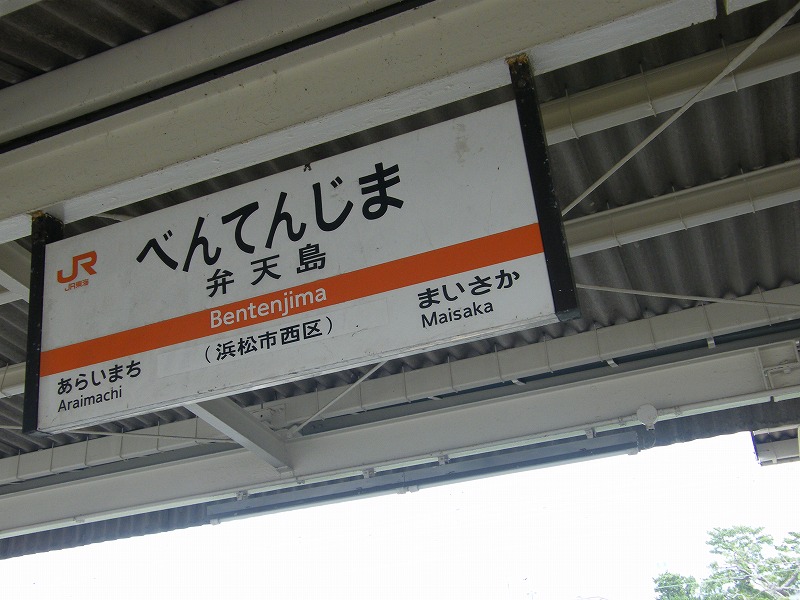 JR
JR東海
べんてんじま
弁天島
Bentenjima
(浜松市西区)
あらいまち
Araimachi
まいさか
Maisaka